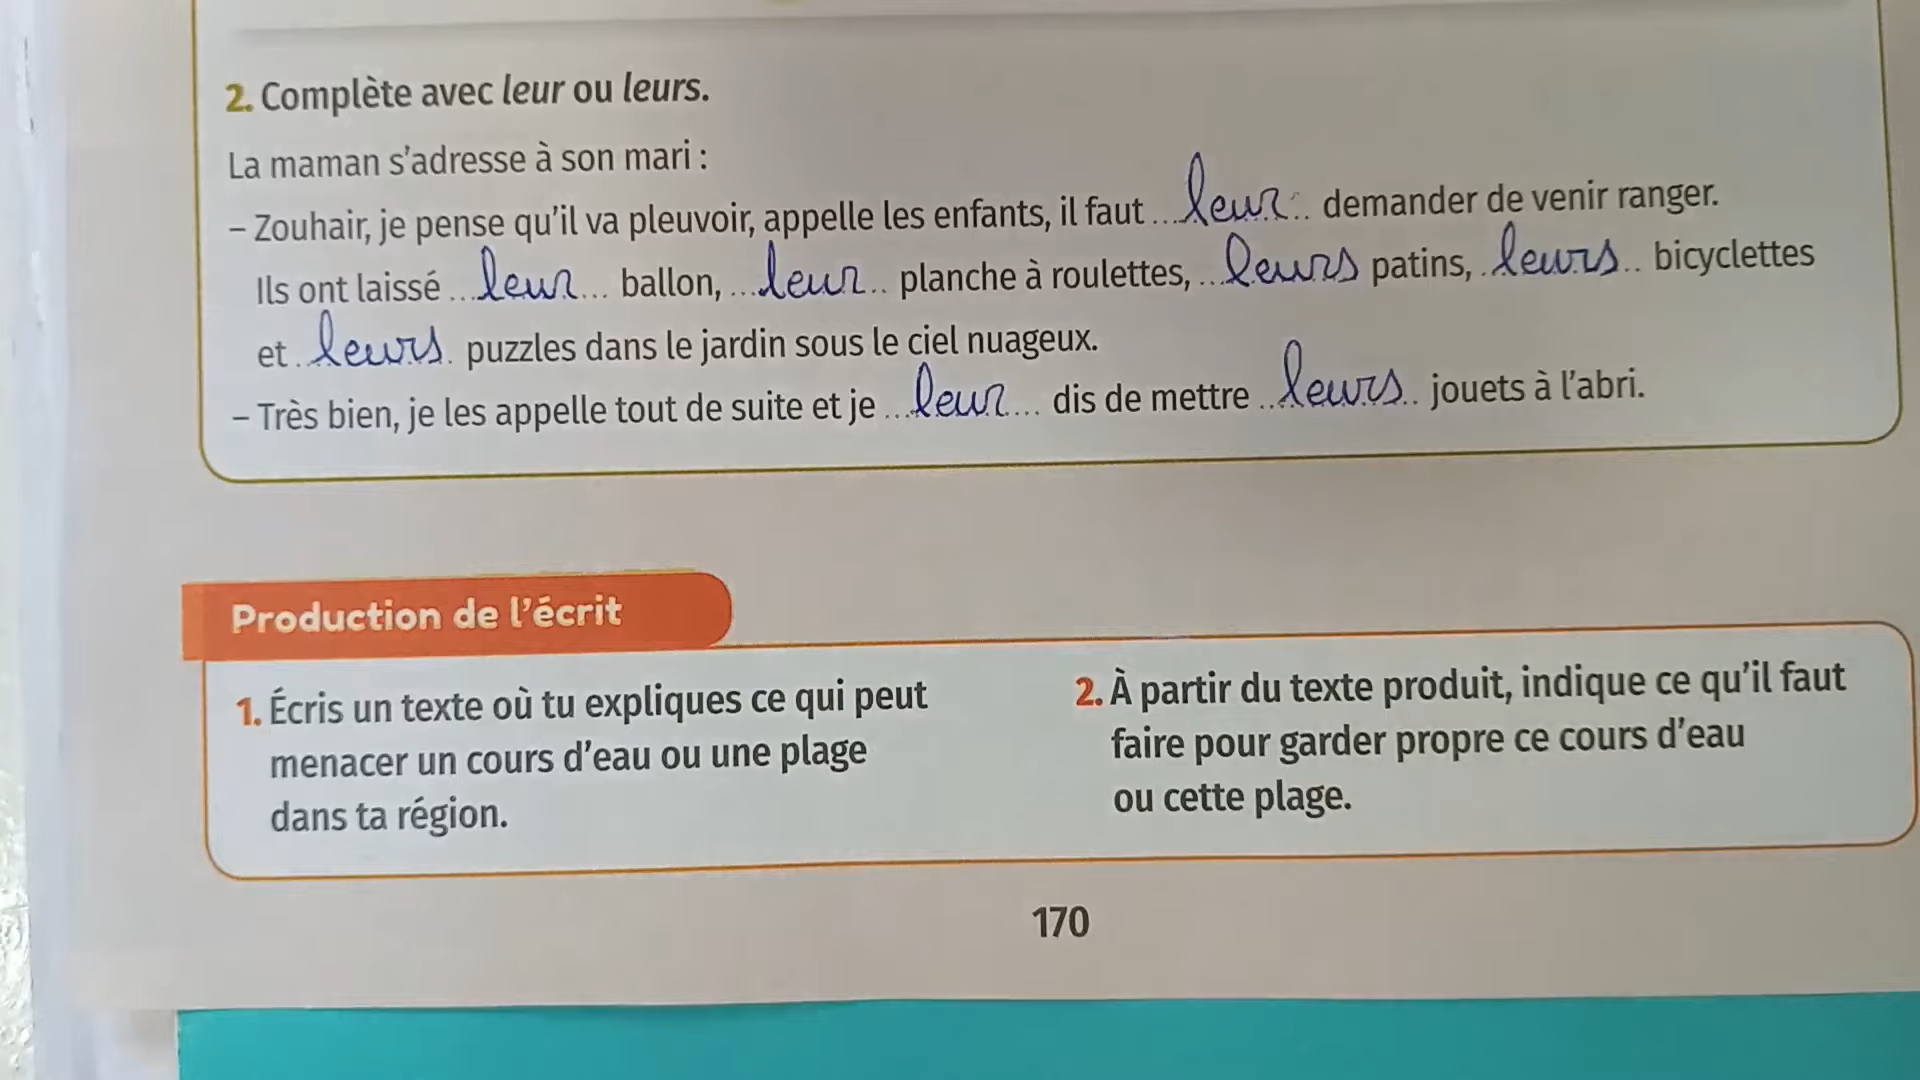 2. Complète avec leur ou leurs.
La maman s'adresse à son mari :
– Zouhair, je pense qu'il va pleuvoir, appelle les enfants, il faut ...leur... demander de venir ranger.
Ils ont laissé ...leur... ballon, ...leur... planche à roulettes, ...leurs patins, .leurs.. bicyclettes
et .leurs. puzzles dans le jardin sous le ciel nuageux.
– Très bien, je les appelle tout de suite et je ...leur... dis de mettre ...leurs.. jouets à l'abri.
Production de l'écrit
1. Écris un texte où tu expliques ce qui peut
menacer un cours d'eau ou une plage
dans ta région.
2. À partir du texte produit, indique ce qu'il faut
faire pour garder propre ce cours d'eau
ou cette plage.
170